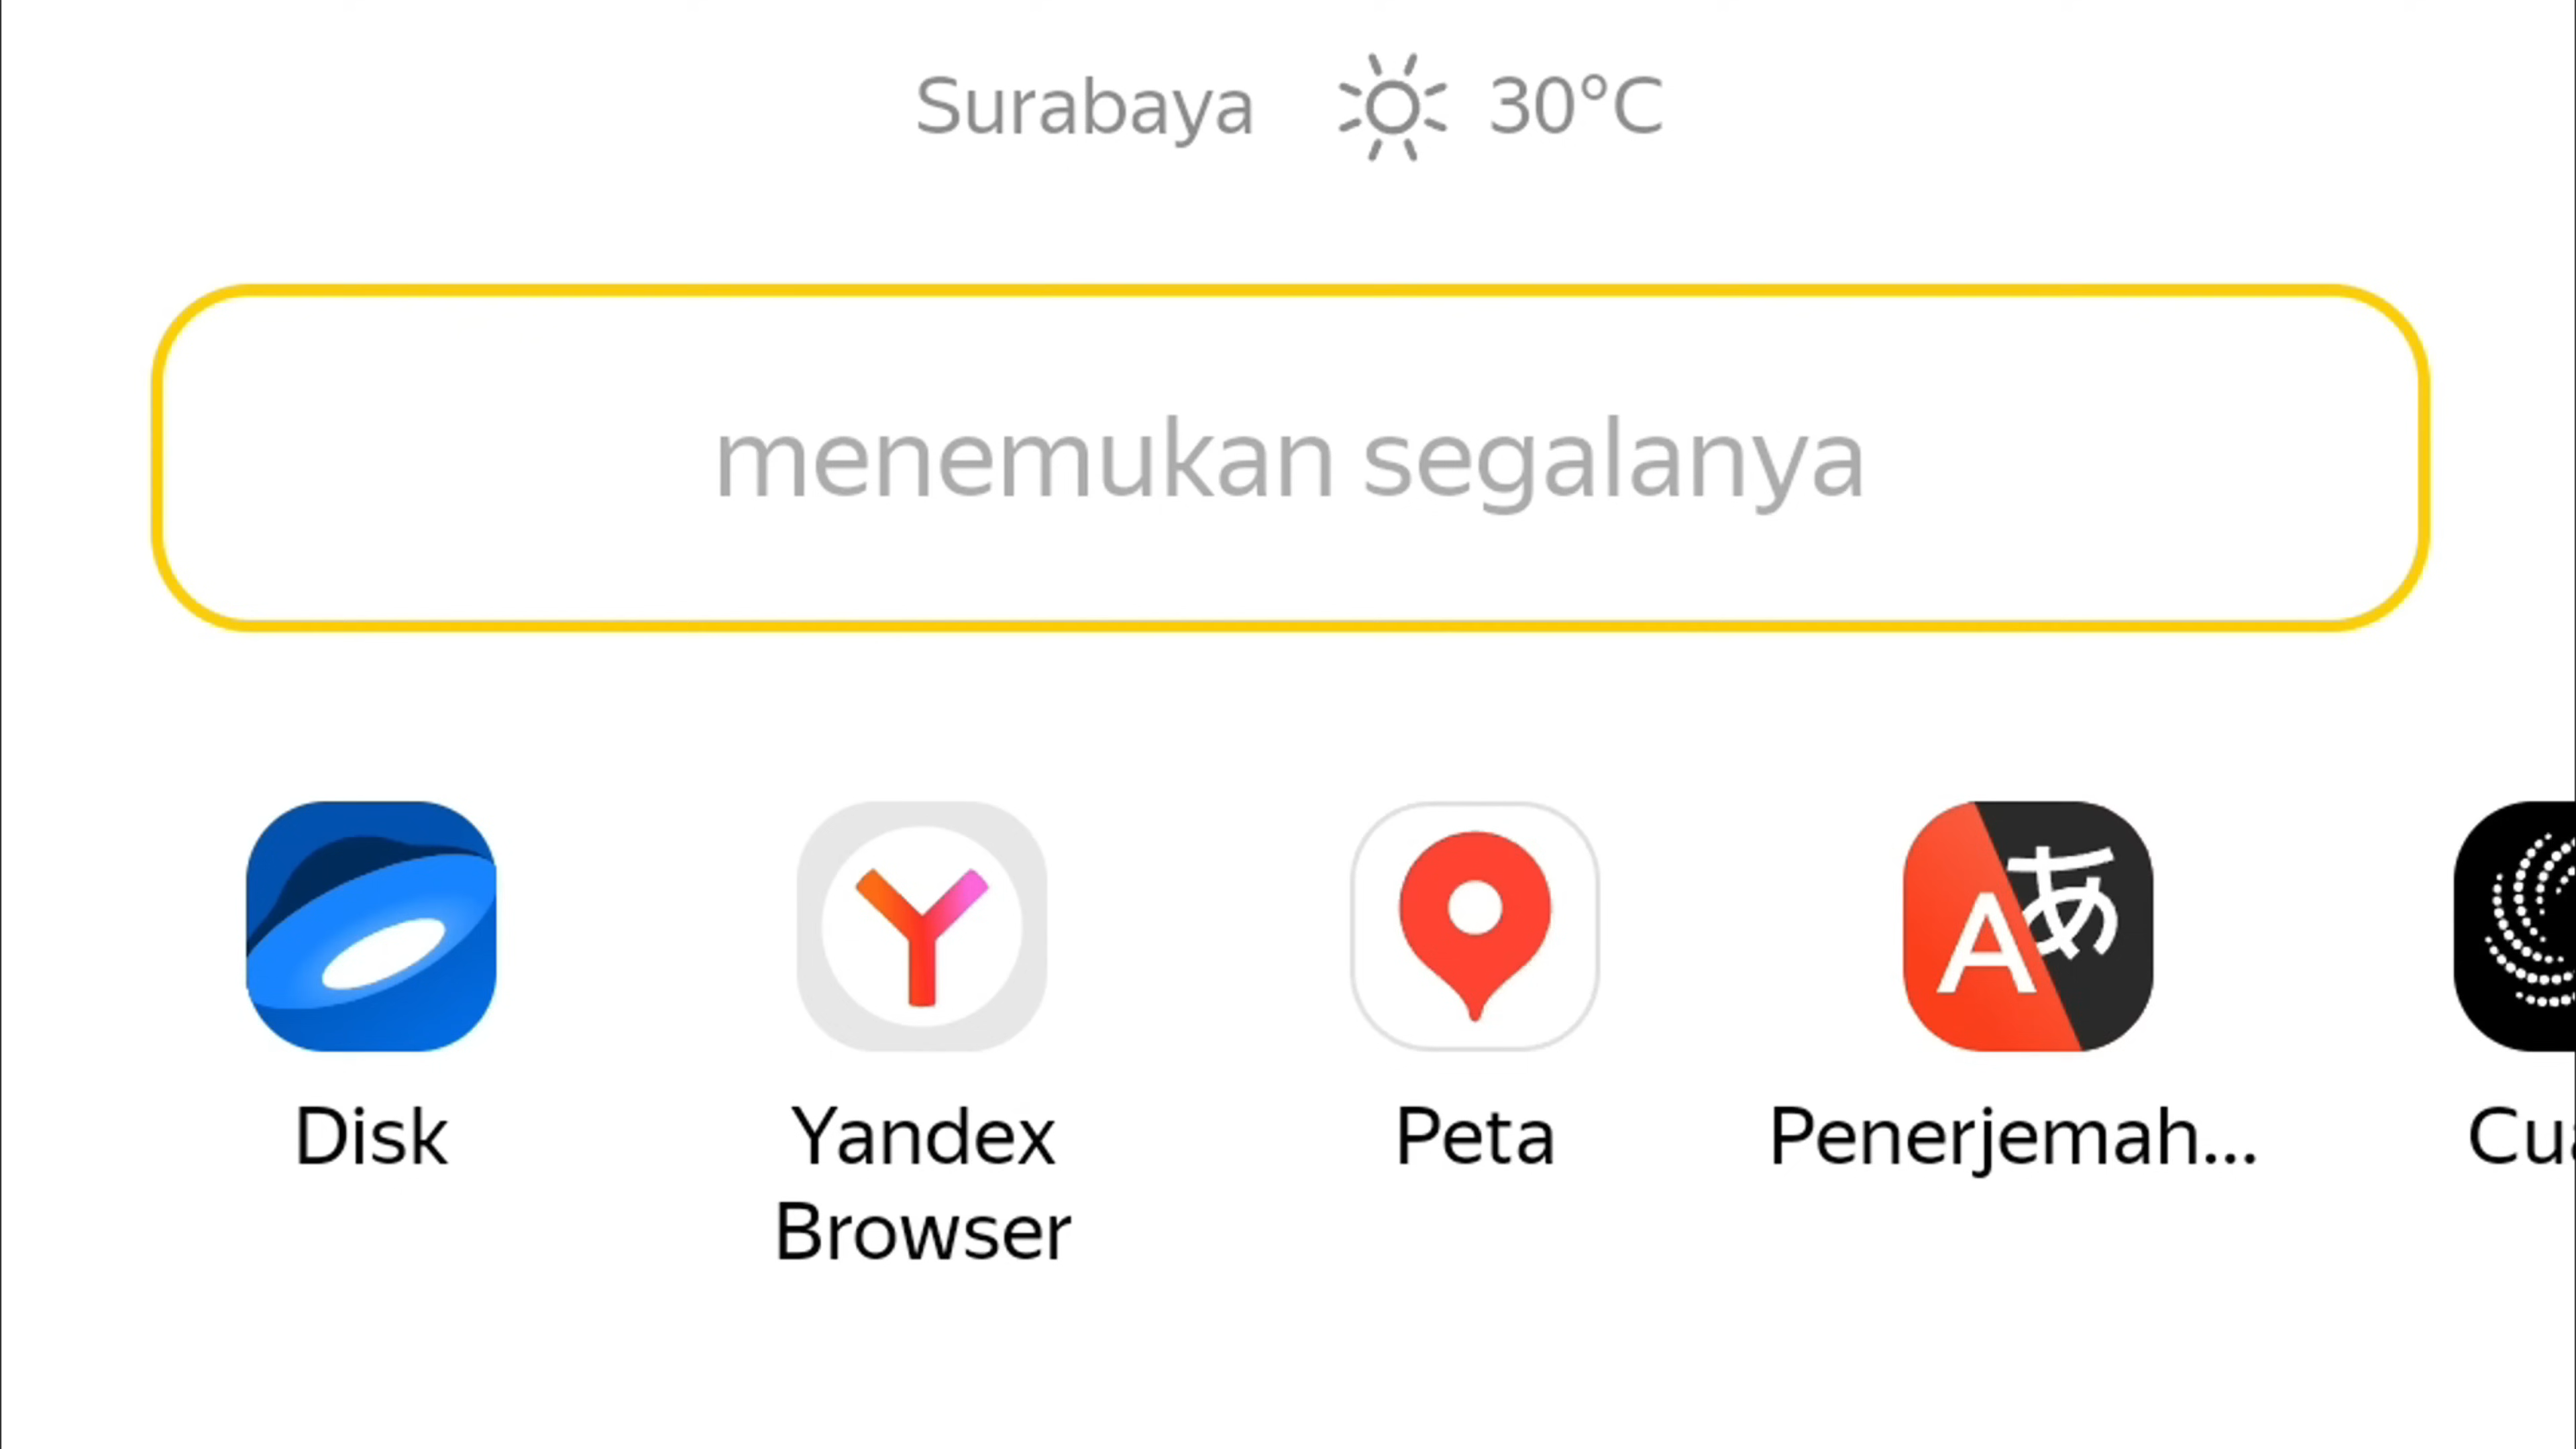 Surabaya 30°C
menemukan segalanya
Disk
Yandex
Browser
Peta
Penerjemah...